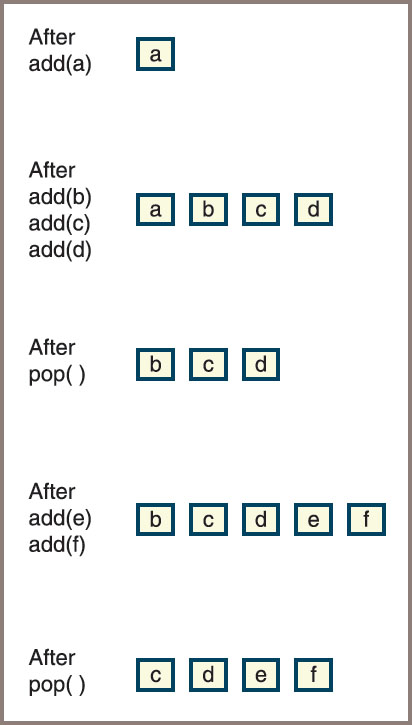 After
add(a)
a
After
add(b)
add(c)
add(d)
a b c d
After
pop( )
b c d
After
add(e)
add(f)
b c d e f
After
pop( )
c d e f